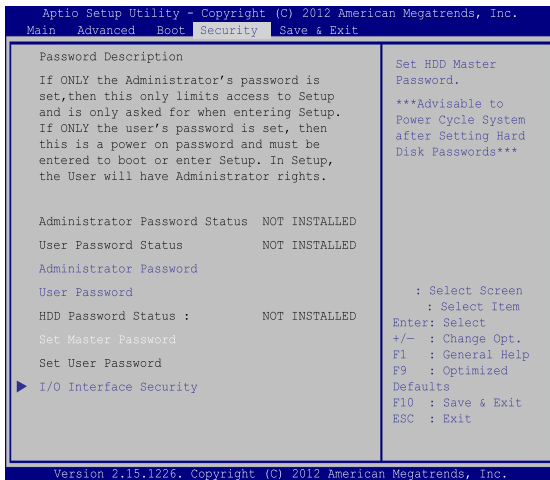 Aptio Setup Utility - Copyright (C) 2012 American Megatrends, Inc.
Main Advanced Boot Security Save & Exit
Password Description
If ONLY the Administrator's password is
set,then this only limits access to Setup
and is only asked for when entering Setup.
If ONLY the user's password is set, then
this is a power on password and must be
entered to boot or enter Setup. In Setup,
the User will have Administrator rights.
Administrator Password Status NOT INSTALLED
User Password Status NOT INSTALLED
Administrator Password
User Password
HDD Password Status : NOT INSTALLED
Set Master Password
Set User Password
I/O Interface Security
Set HDD Master
Password.
***Advisable to
Power Cycle System
after Setting Hard
Disk Passwords***
: Select Screen
: Select Item
Enter: Select
+/— : Change Opt.
F1 : General Help
F9 : Optimized
Defaults
F10 : Save & Exit
ESC : Exit
Version 2.15.1226. Copyright (C) 2012 American Megatrends, Inc.